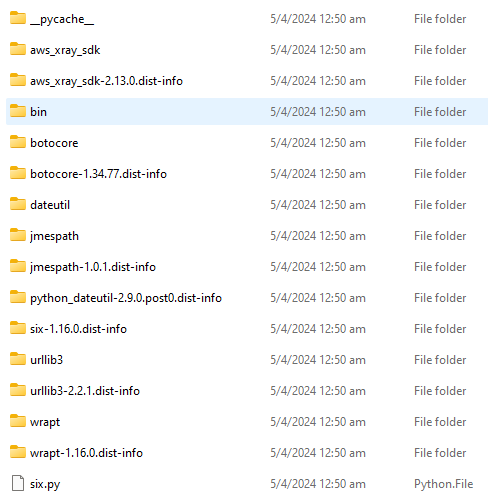 __pycache__ 5/4/2024 12:50 am File folder
aws_xray_sdk 5/4/2024 12:50 am File folder
aws_xray_sdk-2.13.0.dist-info 5/4/2024 12:50 am File folder
bin 5/4/2024 12:50 am File folder
botocore 5/4/2024 12:50 am File folder
botocore-1.34.77.dist-info 5/4/2024 12:50 am File folder
dateutil 5/4/2024 12:50 am File folder
jmespath 5/4/2024 12:50 am File folder
jmespath-1.0.1.dist-info 5/4/2024 12:50 am File folder
python_dateutil-2.9.0.post0.dist-info 5/4/2024 12:50 am File folder
six-1.16.0.dist-info 5/4/2024 12:50 am File folder
urllib3 5/4/2024 12:50 am File folder
urllib3-2.2.1.dist-info 5/4/2024 12:50 am File folder
wrapt 5/4/2024 12:50 am File folder
wrapt-1.16.0.dist-info 5/4/2024 12:50 am File folder
six.py 5/4/2024 12:50 am Python.File